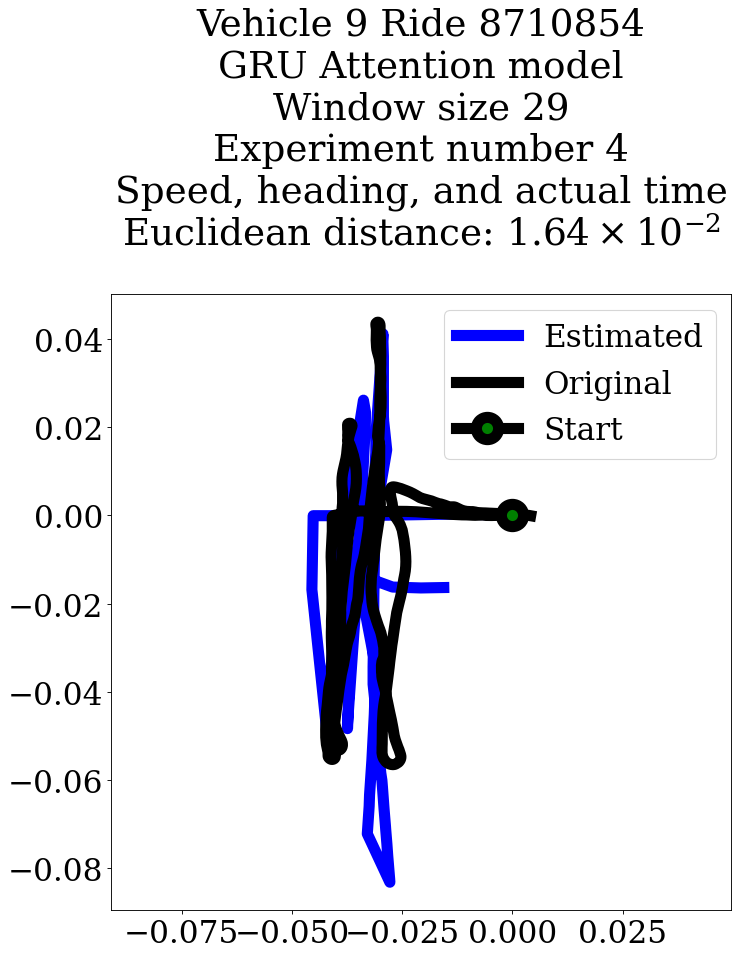 Vehicle 9 Ride 8710854
GRU Attention model
Window size 29
Experiment number 4
Speed, heading, and actual time
Euclidean distance: 1.64 × 10⁻²
Estimated
Original
Start
0.04
0.02
0.00
−0.02
−0.04
−0.06
−0.08
−0.075 −0.050 −0.025 0.000 0.025